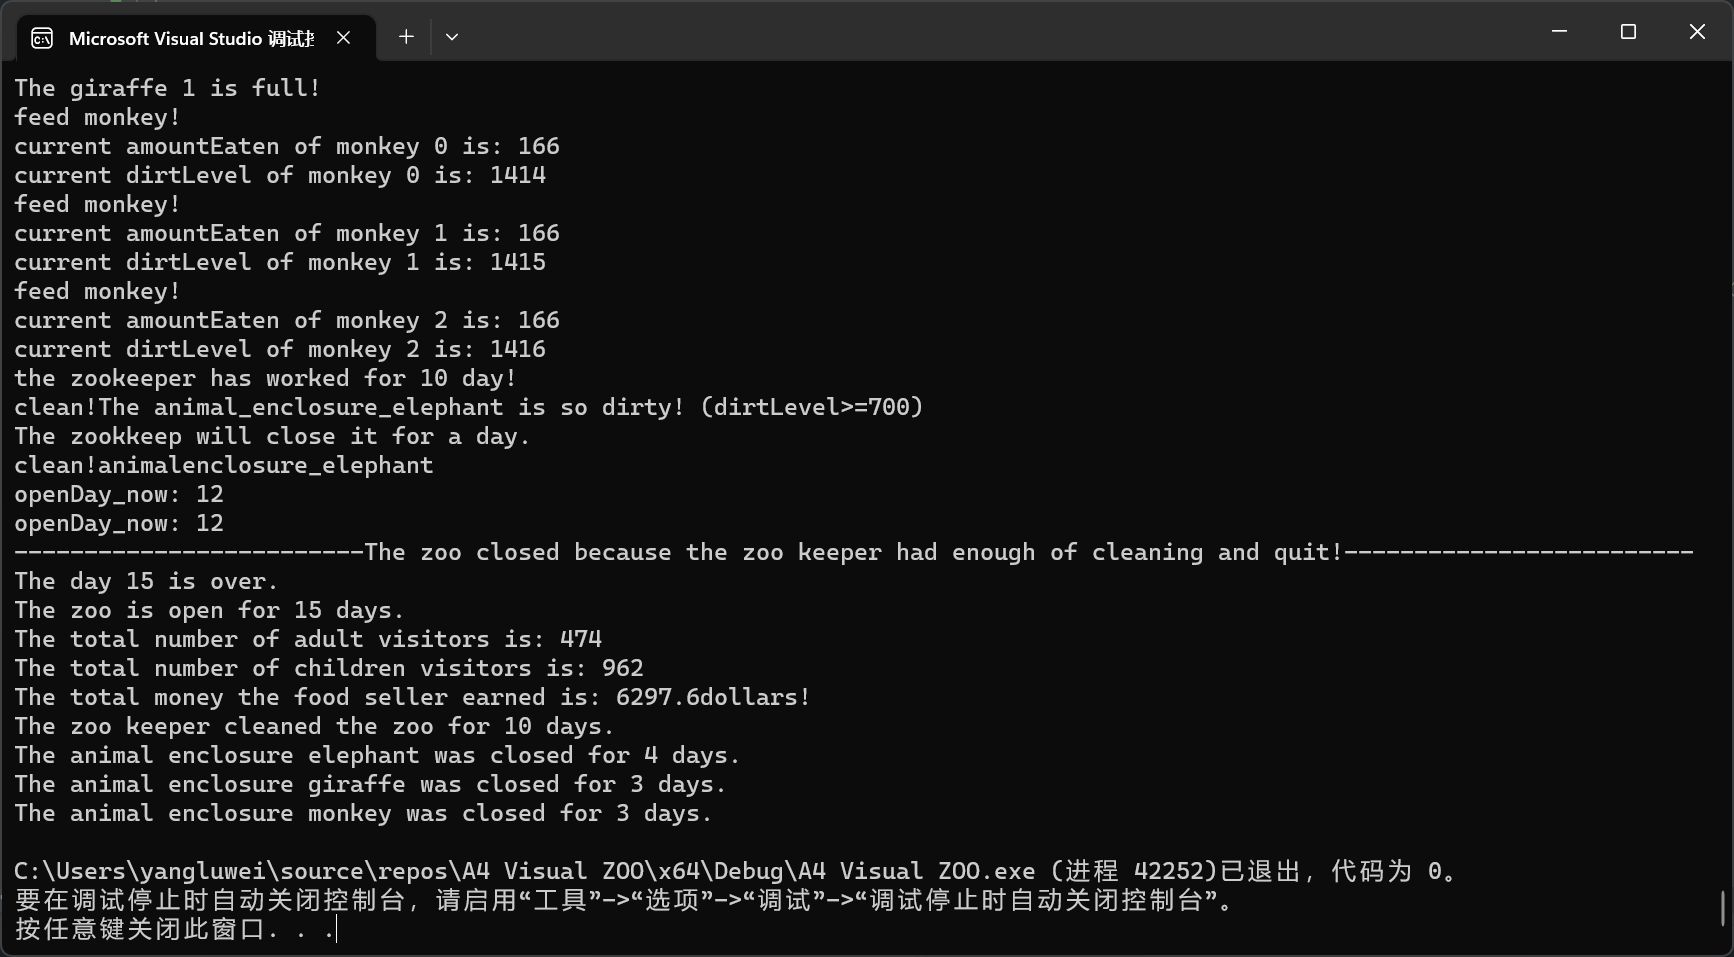 Microsoft Visual Studio 调试控
The giraffe 1 is full!
feed monkey!
current amountEaten of monkey 0 is: 166
current dirtLevel of monkey 0 is: 1414
feed monkey!
current amountEaten of monkey 1 is: 166
current dirtLevel of monkey 1 is: 1415
feed monkey!
current amountEaten of monkey 2 is: 166
current dirtLevel of monkey 2 is: 1416
the zookeeper has worked for 10 day!
clean!The animal_enclosure_elephant is so dirty! (dirtLevel>=700)
The zookkeep will close it for a day.
clean!animalenclosure_elephant
openDay_now: 12
openDay_now: 12
-------------------------The zoo closed because the zoo keeper had enough of cleaning and quit!-------------------------
The day 15 is over.
The zoo is open for 15 days.
The total number of adult visitors is: 474
The total number of children visitors is: 962
The total money the food seller earned is: 6297.6dollars!
The zoo keeper cleaned the zoo for 10 days.
The animal enclosure elephant was closed for 4 days.
The animal enclosure giraffe was closed for 3 days.
The animal enclosure monkey was closed for 3 days.
C:\Users\yangluwei\source\repos\A4 Visual ZOO\x64\Debug\A4 Visual ZOO.exe (进程 42252)已退出，代码为 0。
要在调试停止时自动关闭控制台，请启用“工具”->“选项”->“调试”->“调试停止时自动关闭控制台”。
按任意键关闭此窗口. . .